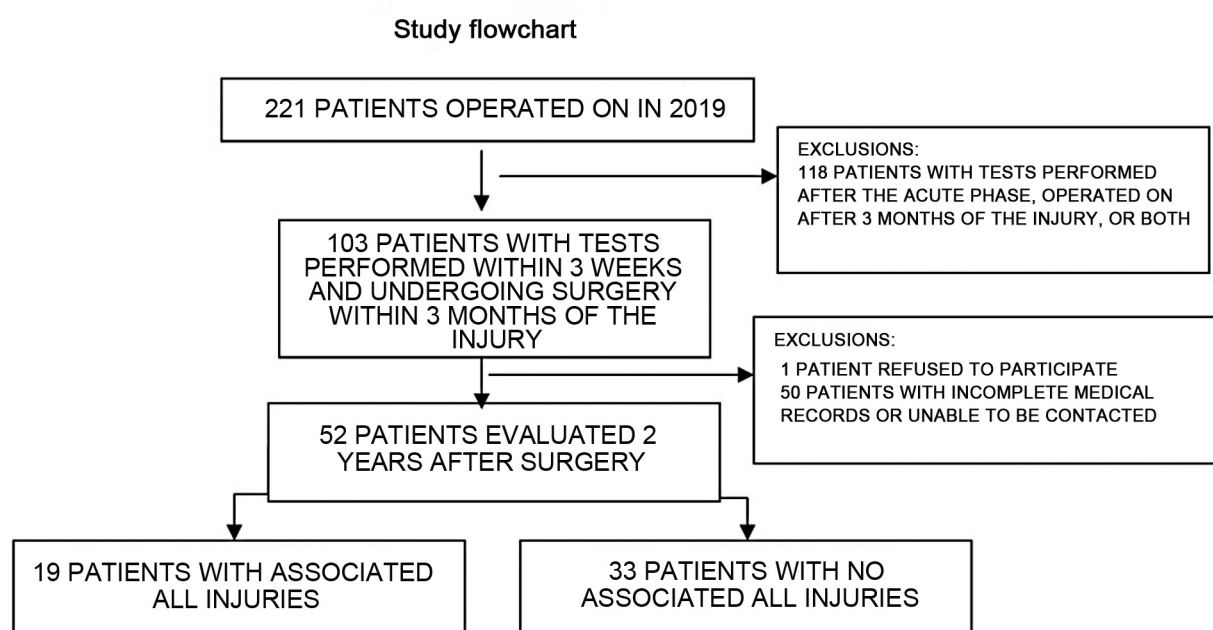 Study flowchart
221 PATIENTS OPERATED ON IN 2019
EXCLUSIONS:
118 PATIENTS WITH TESTS PERFORMED
AFTER THE ACUTE PHASE, OPERATED ON
AFTER 3 MONTHS OF THE INJURY, OR BOTH
103 PATIENTS WITH TESTS
PERFORMED WITHIN 3 WEEKS
AND UNDERGOING SURGERY
WITHIN 3 MONTHS OF THE
INJURY
EXCLUSIONS:
1 PATIENT REFUSED TO PARTICIPATE
50 PATIENTS WITH INCOMPLETE MEDICAL
RECORDS OR UNABLE TO BE CONTACTED
52 PATIENTS EVALUATED 2
YEARS AFTER SURGERY
19 PATIENTS WITH ASSOCIATED
ALL INJURIES
33 PATIENTS WITH NO
ASSOCIATED ALL INJURIES